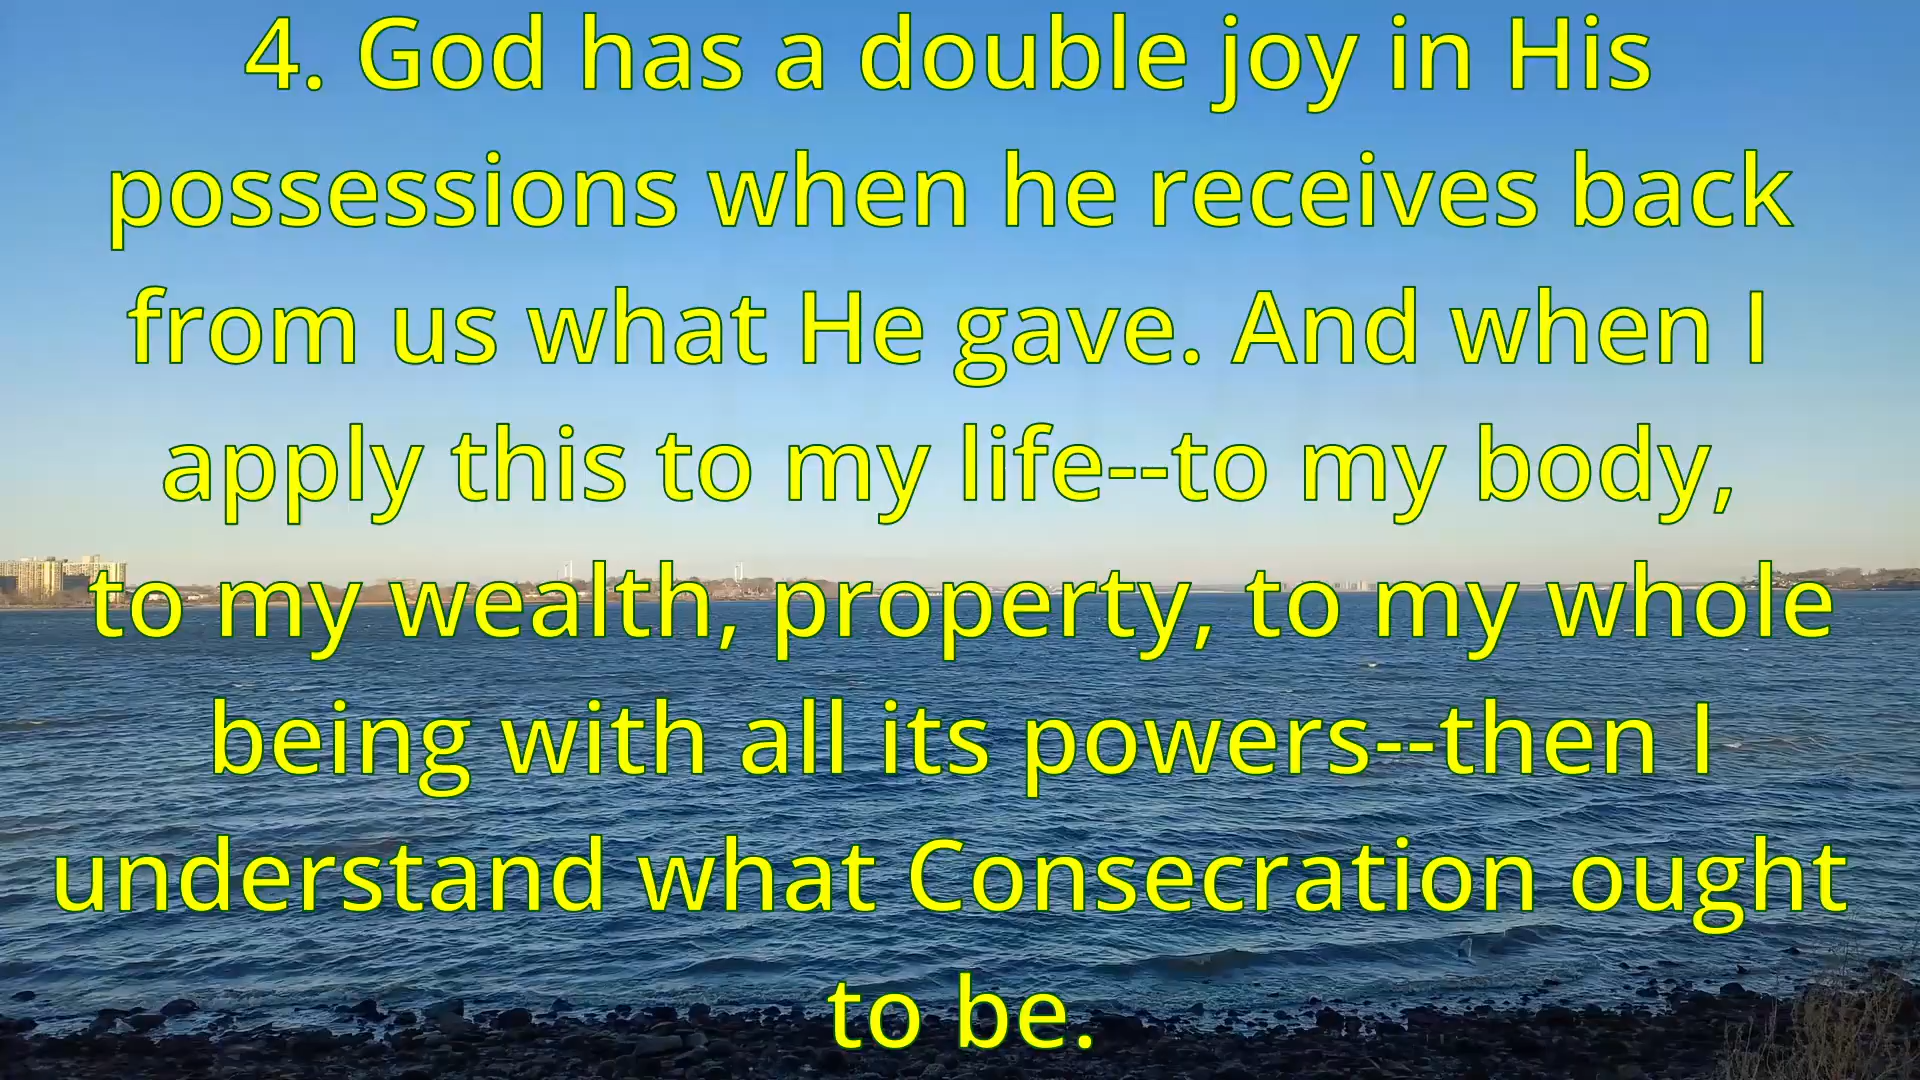 4. God has a double joy in His
possessions when he receives back
from us what He gave. And when I
apply this to my life--to my body,
to my wealth, property, to my whole
being with all its powers--then I
understand what Consecration ought
to be.